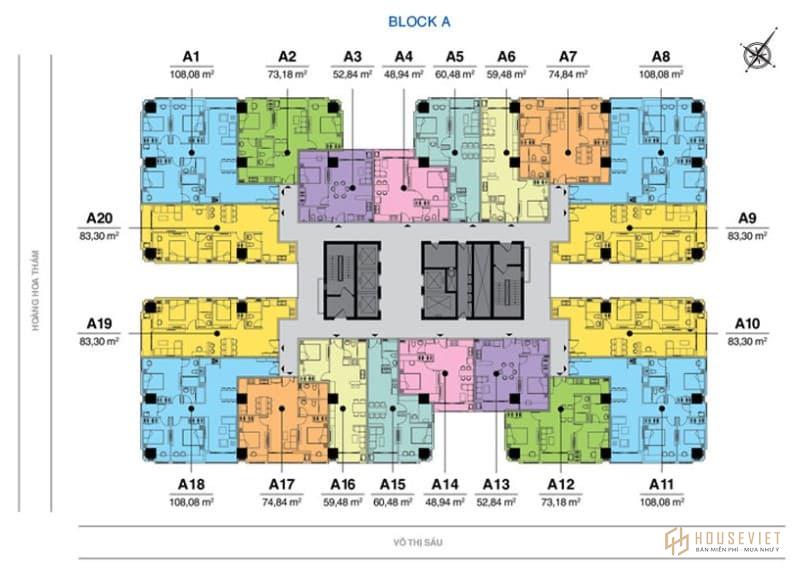 BLOCK A
A1 A2 A3 A4 A5 A6 A7 A8
108,08 m² 73,18 m² 52,84 m² 48,94 m² 60,48 m² 59,48 m² 74,84 m² 108,08 m²
A20 A9
83,30 m² 83,30 m²
HOÀNG HOA THÁM
A19 A10
83,30 m² 83,30 m²
A18 A17 A16 A15 A14 A13 A12 A11
108,08 m² 74,84 m² 59,48 m² 60,48 m² 48,94 m² 52,84 m² 73,18 m² 108,08 m²
VÕ THỊ SÁU
HOUSEVIET
BÁN MIỄN PHÍ - MUA NHƯ Ý